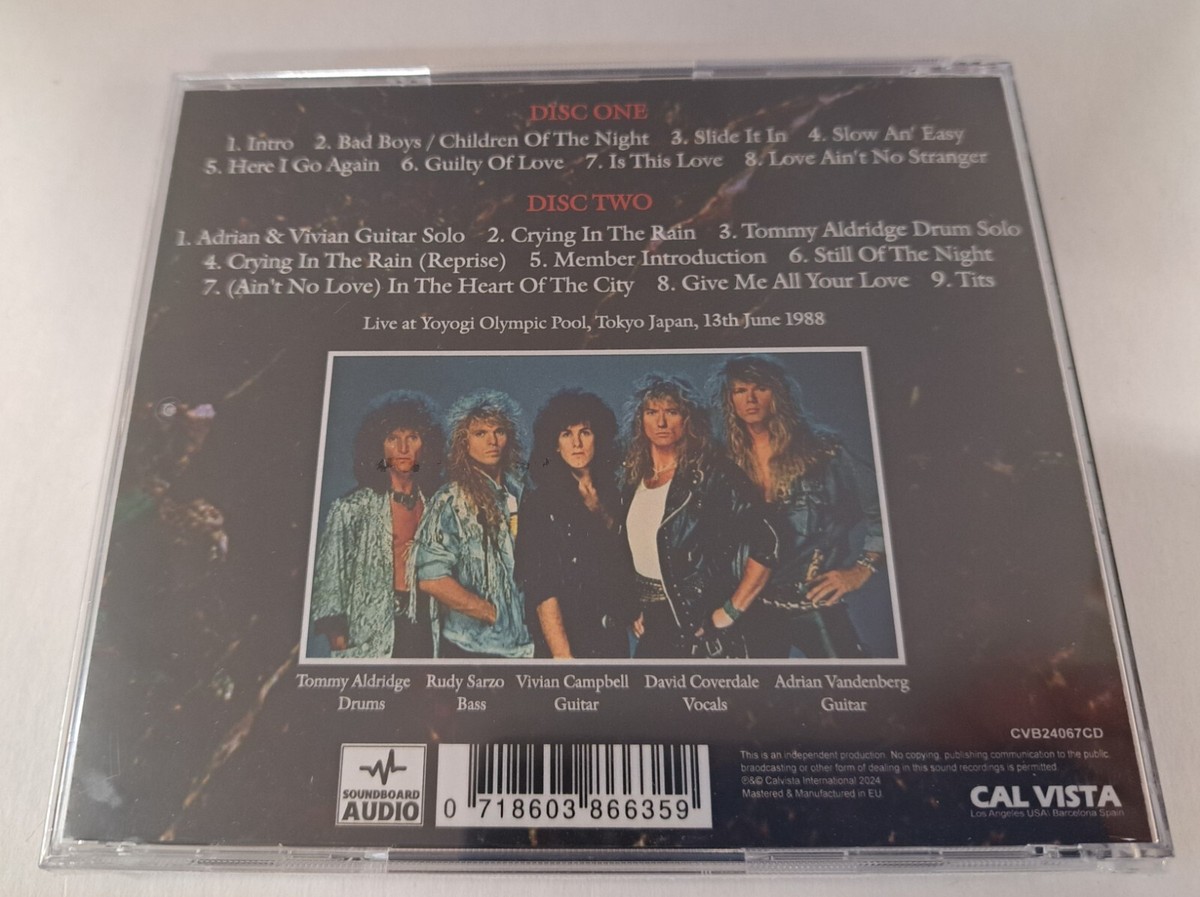 DISC ONE
1. Intro 2. Bad Boys / Children Of The Night 3. Slide It In 4. Slow An' Easy
5. Here I Go Again 6. Guilty Of Love 7. Is This Love 8. Love Ain't No Stranger
DISC TWO
1. Adrian & Vivian Guitar Solo 2. Crying In The Rain 3. Tommy Aldridge Drum Solo
4. Crying In The Rain (Reprise) 5. Member Introduction 6. Still Of The Night
7. (Ain't No Love) In The Heart Of The City 8. Give Me All Your Love 9. Tits
Live at Yoyogi Olympic Pool, Tokyo Japan, 13th June 1988
Tommy Aldridge Rudy Sarzo Vivian Campbell David Coverdale Adrian Vandenberg
Drums Bass Guitar Vocals Guitar
CVB24067CD
This is an independent production. No copying, publishing communication to the public,
braodcasting or other form of dealing in this sound recordings is permitted.
℗&© Calvista International 2024
Mastered & Manufactured in EU
SOUNDBOARD
AUDIO
0 718603 866359
CAL VISTA
Los Angeles USA\ Barcelona Spain